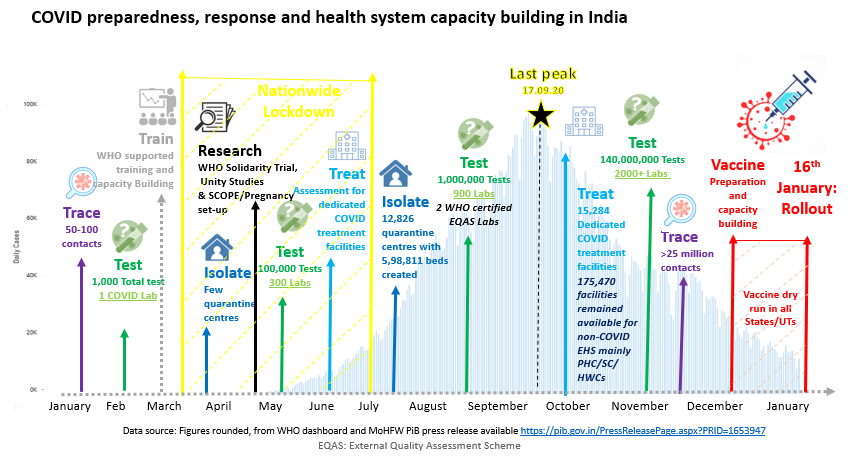 COVID preparedness, response and health system capacity building in India
Last peak
17.09.20
Nationwide
Lockdown
Daily Cases
100K
80K
60K
40K
20K
0K
Trace
50-100
contacts
Test
1,000 Total test
1 COVID Lab
Train
WHO supported
training and
capacity Building
Isolate
Few
quarantine
centres
Research
WHO Solidarity Trial,
Unity Studies
& SCOPE/Pregnancy
set-up
Test
100,000 Tests
300 Labs
Treat
Assessment for
dedicated
COVID
treatment
facilities
Isolate
12,826
quarantine
centres with
5,98,811 beds
created
Test
1,000,000 Tests
900 Labs
2 WHO certified
EQAS Labs
Treat
15,284
Dedicated
COVID
treatment
facilities
175,470
facilities
remained
available for
non-COVID
EHS mainly
PHC/SC/
HWCs
Test
140,000,000 Tests
2000+ Labs
Trace
>25 million
contacts
Vaccine
Preparation
and
capacity
building
16th
January:
Rollout
Vaccine dry
run in all
States/UTs
January Feb March April May June July August September October November December January
Data source: Figures rounded, from WHO dashboard and MoHFW PiB press release available https://pib.gov.in/PressReleasePage.aspx?PRID=1653947
EQAS: External Quality Assessment Scheme